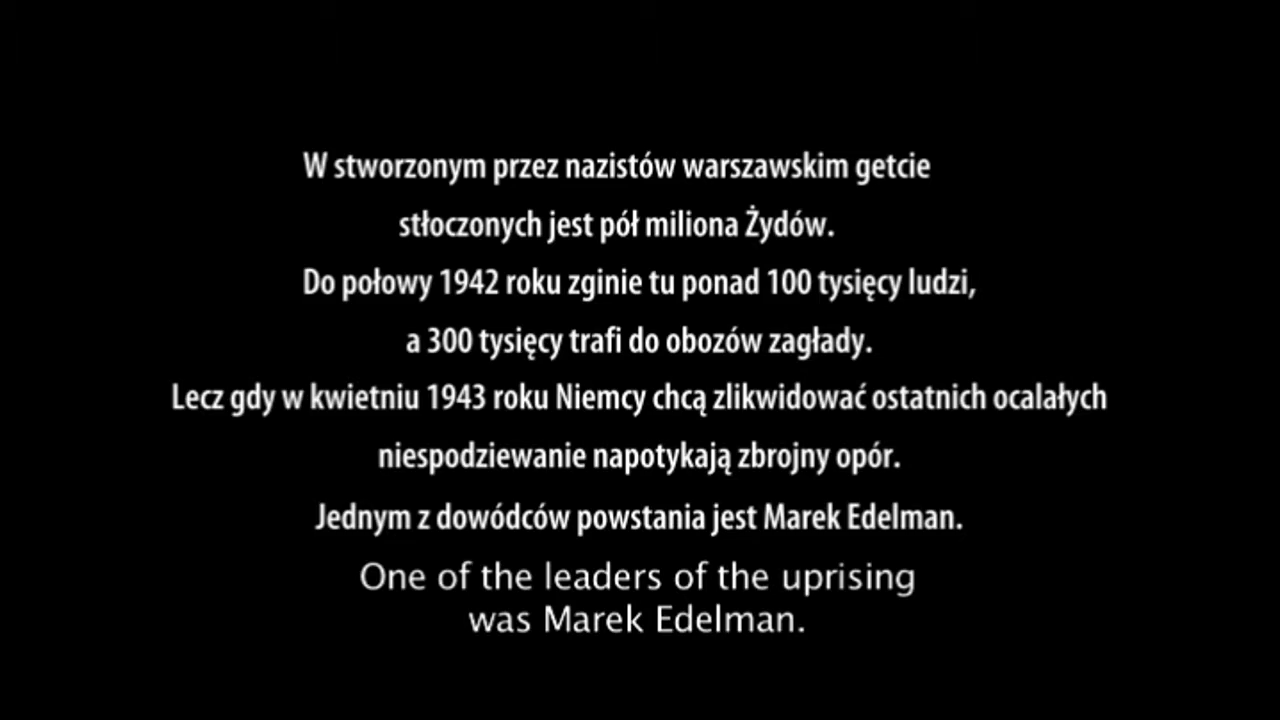 W stworzonym przez nazistów warszawskim getcie
stłoczonych jest pół miliona Żydów.
Do połowy 1942 roku zginie tu ponad 100 tysięcy ludzi,
a 300 tysięcy trafi do obozów zagłady.
Lecz gdy w kwietniu 1943 roku Niemcy chcą zlikwidować ostatnich ocalałych
niespodziewanie napotykają zbrojny opór.
Jednym z dowódców powstania jest Marek Edelman.
One of the leaders of the uprising
was Marek Edelman.